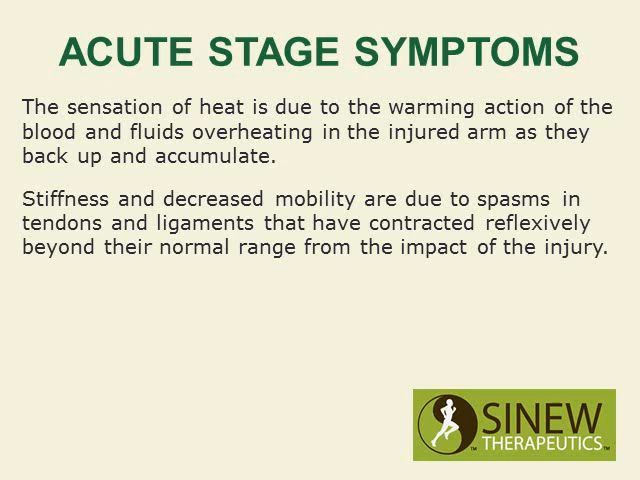 ACUTE STAGE SYMPTOMS
The sensation of heat is due to the warming action of the
blood and fluids overheating in the injured arm as they
back up and accumulate.
Stiffness and decreased mobility are due to spasms in
tendons and ligaments that have contracted reflexively
beyond their normal range from the impact of the injury.
SINEW
THERAPEUTICS™
™